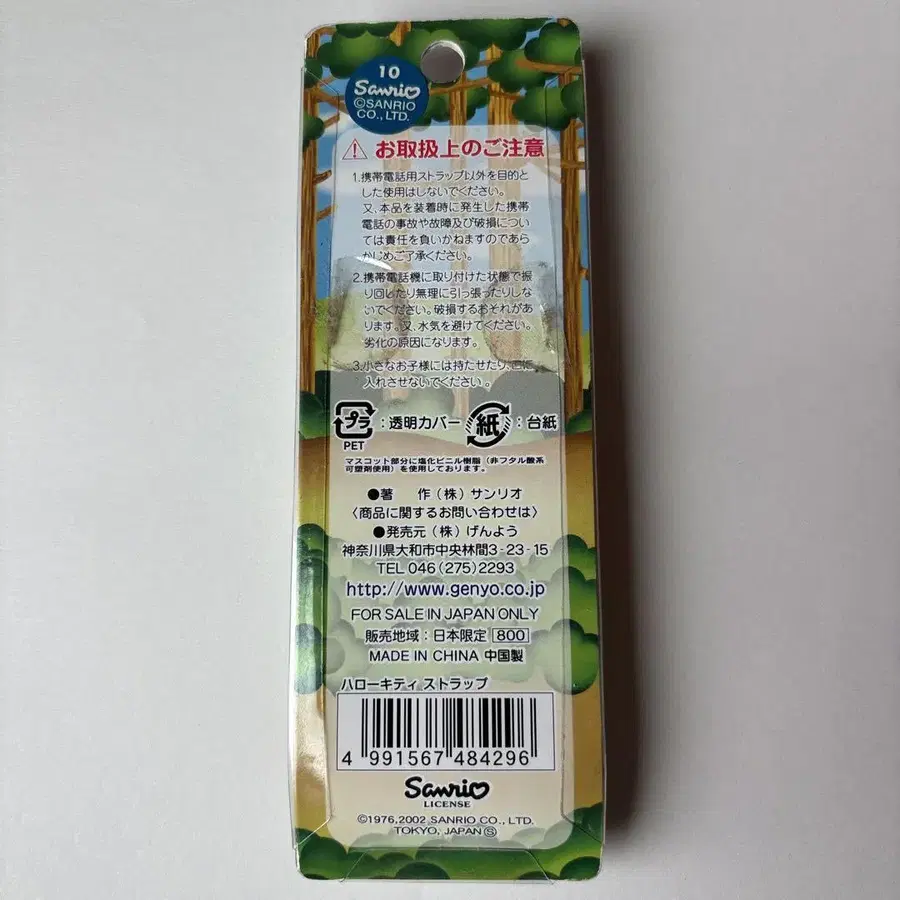 10
Sanrio
©SANRIO
CO., LTD.
⚠ お取扱上のご注意
1.携帯電話用ストラップ以外を目的と
した使用はしないでください。
又、本品を装着時に発生した携帯
電話の事故や故障及び破損につい
ては責任を負いかねますのであら
かじめご了承ください。
2.携帯電話機に取り付けた状態で振
り回したり無理に引っ張ったりしな
いでください。破損するおそれがあ
ります。又、水気を避けてください。
劣化の原因になります。
3.小さなお子様には持たせたり、口に
入れさせないでください。
プラ
PET
:透明カバー
紙
:台紙
マスコット部分に塩化ビニル樹脂(非フタル酸系
可塑剤使用)を使用しております。
●著 作(株)サンリオ
〈商品に関するお問い合わせは〉
●発売元(株)げんよう
神奈川県大和市中央林間3-23-15
TEL 046(275)2293
http://www.genyo.co.jp
FOR SALE IN JAPAN ONLY
販売地域:日本限定 800
MADE IN CHINA 中国製
ハローキティ ストラップ
4 991567 484296
Sanrio
LICENSE
©1976,2002 SANRIO CO., LTD.
TOKYO, JAPAN Ⓢ